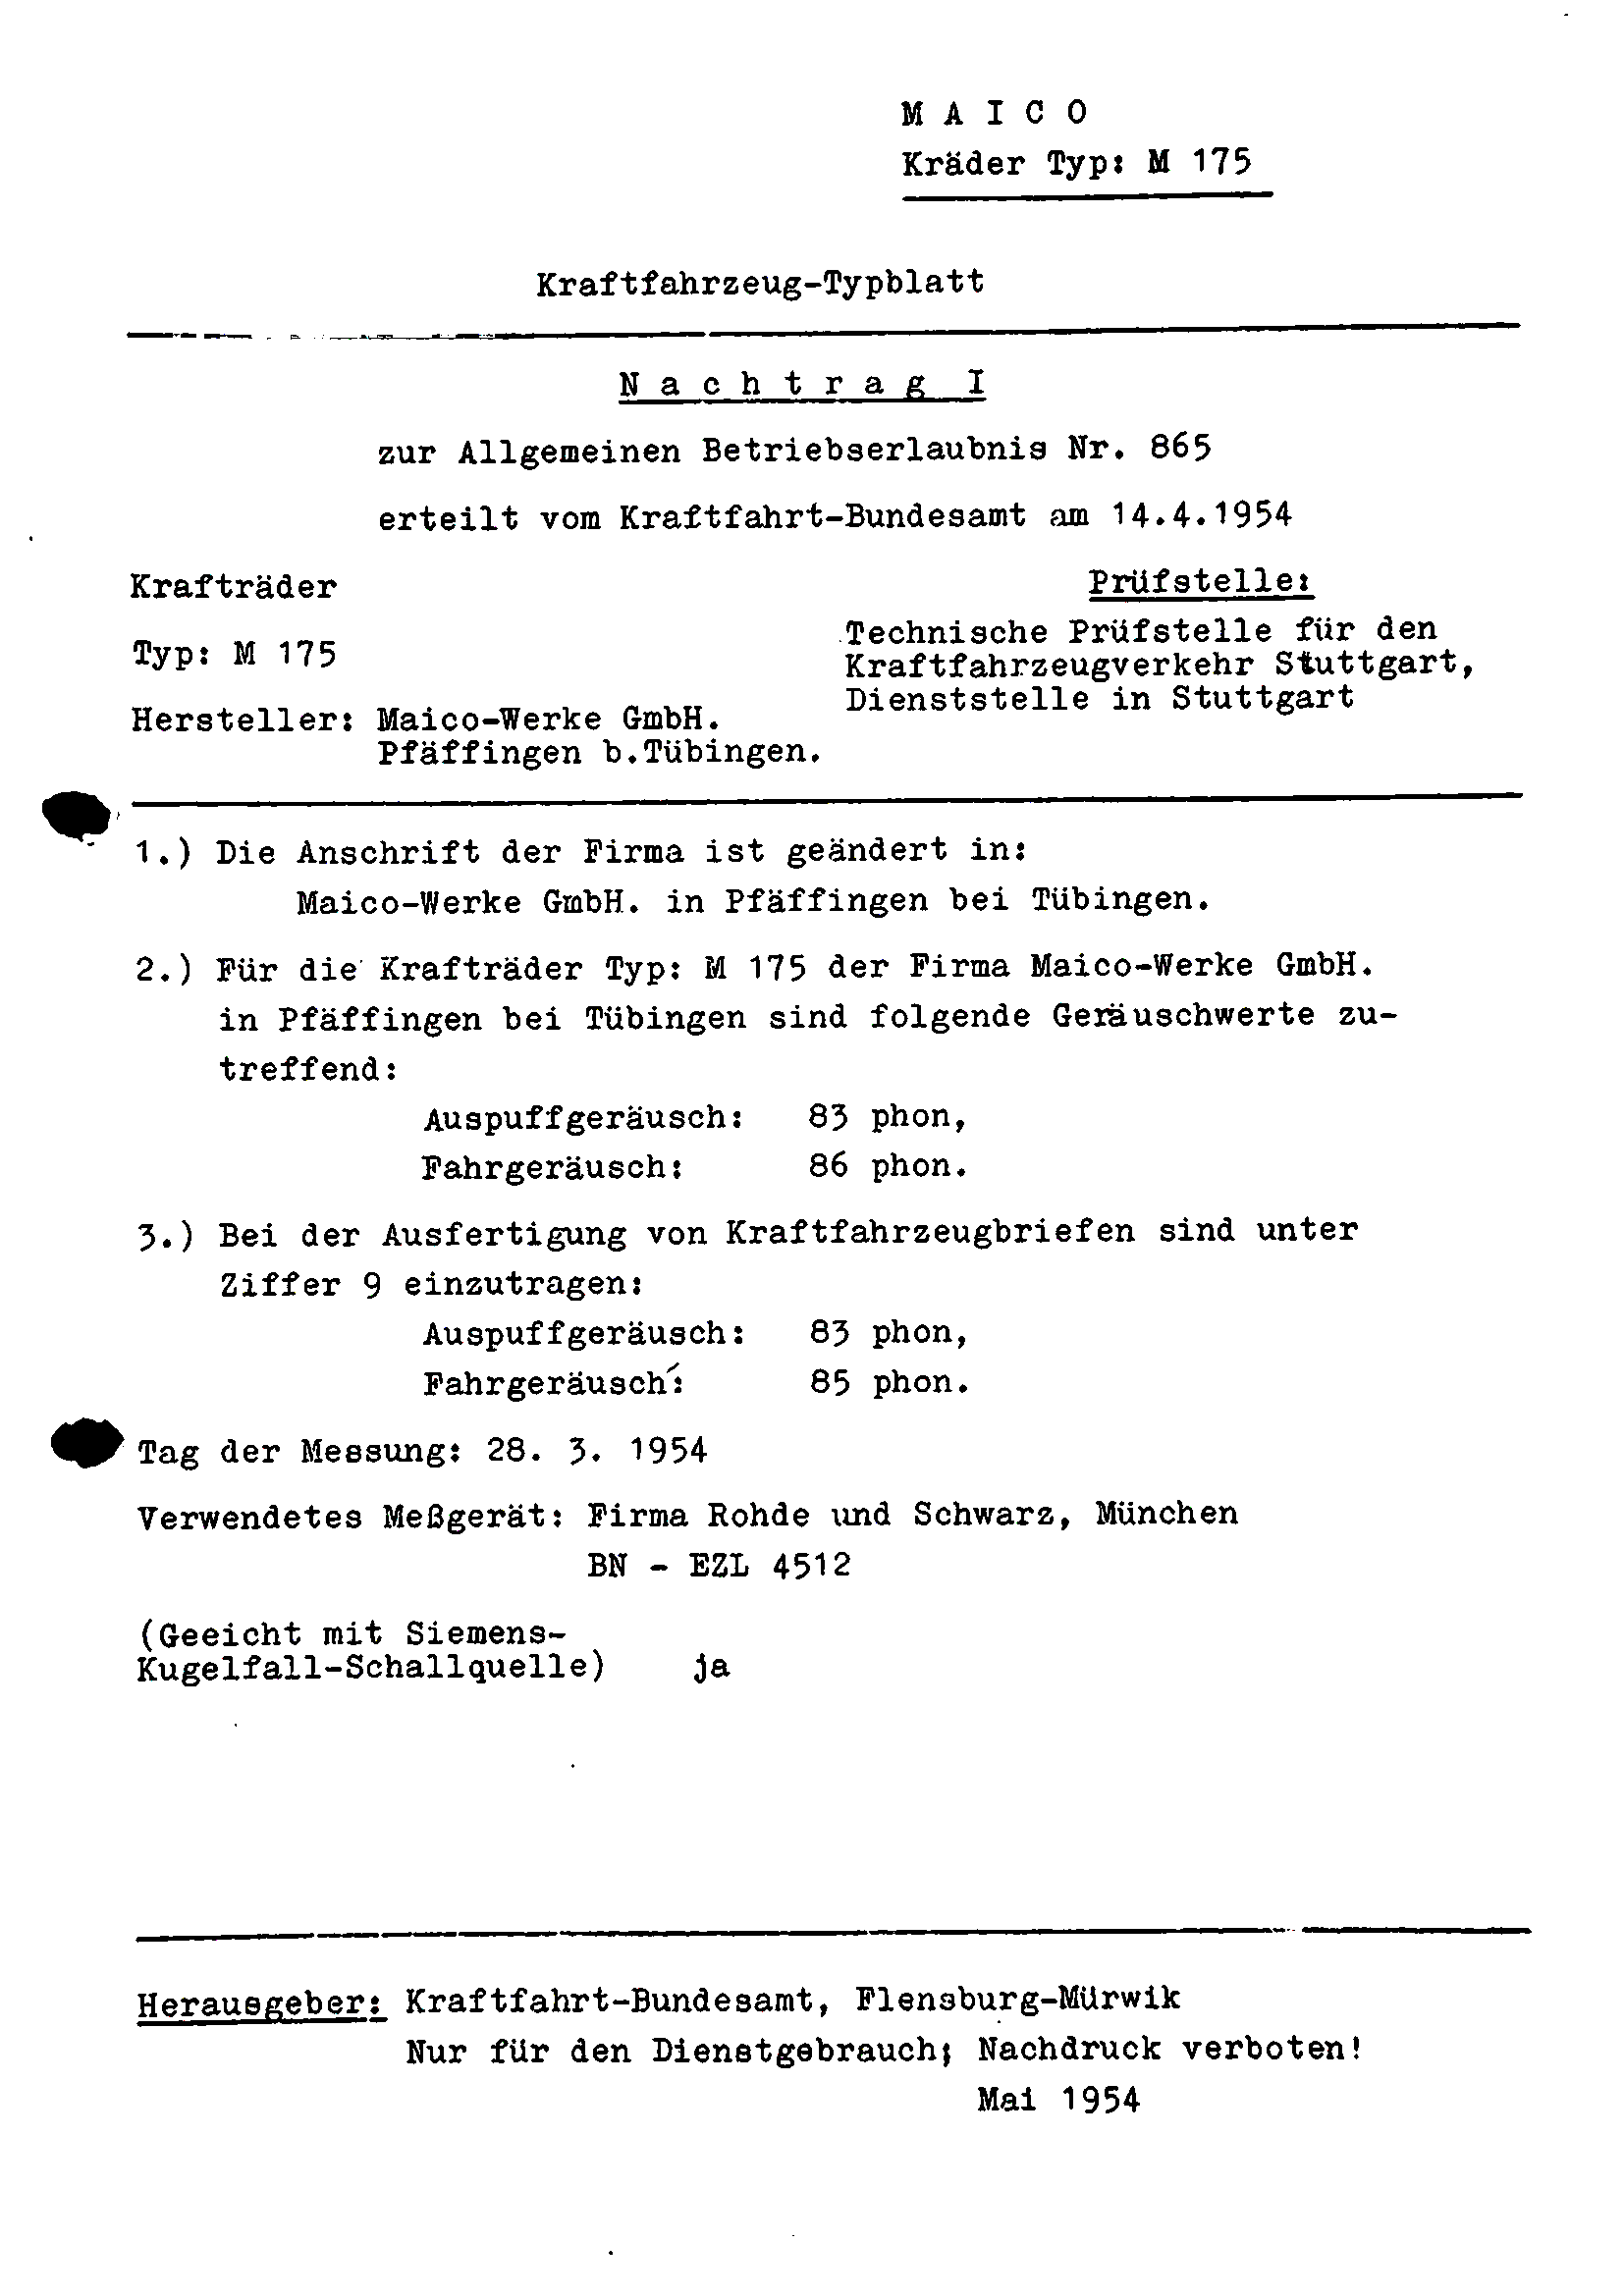 M A I C O
Kräder Typ: M 175
Kraftfahrzeug-Typblatt
N a c h t r a g I
zur Allgemeinen Betriebserlaubnis Nr. 865
erteilt vom Kraftfahrt-Bundesamt am 14.4.1954
Krafträder
Typ: M 175
Hersteller: Maico-Werke GmbH.
Pfäffingen b.Tübingen.
Prüfstelle:
Technische Prüfstelle für den
Kraftfahrzeugverkehr Stuttgart,
Dienststelle in Stuttgart
1.) Die Anschrift der Firma ist geändert in:
Maico-Werke GmbH. in Pfäffingen bei Tübingen.
2.) Für die Krafträder Typ: M 175 der Firma Maico-Werke GmbH.
in Pfäffingen bei Tübingen sind folgende Geräuschwerte zu-
treffend:
Auspuffgeräusch: 83 phon,
Fahrgeräusch: 86 phon.
3.) Bei der Ausfertigung von Kraftfahrzeugbriefen sind unter
Ziffer 9 einzutragen:
Auspuffgeräusch: 83 phon,
Fahrgeräusch: 85 phon.
Tag der Messung: 28. 3. 1954
Verwendetes Meßgerät: Firma Rohde und Schwarz, München
BN - EZL 4512
(Geeicht mit Siemens-
Kugelfall-Schallquelle) ja
Herausgeber: Kraftfahrt-Bundesamt, Flensburg-Mürwik
Nur für den Dienstgebrauch; Nachdruck verboten!
Mai 1954